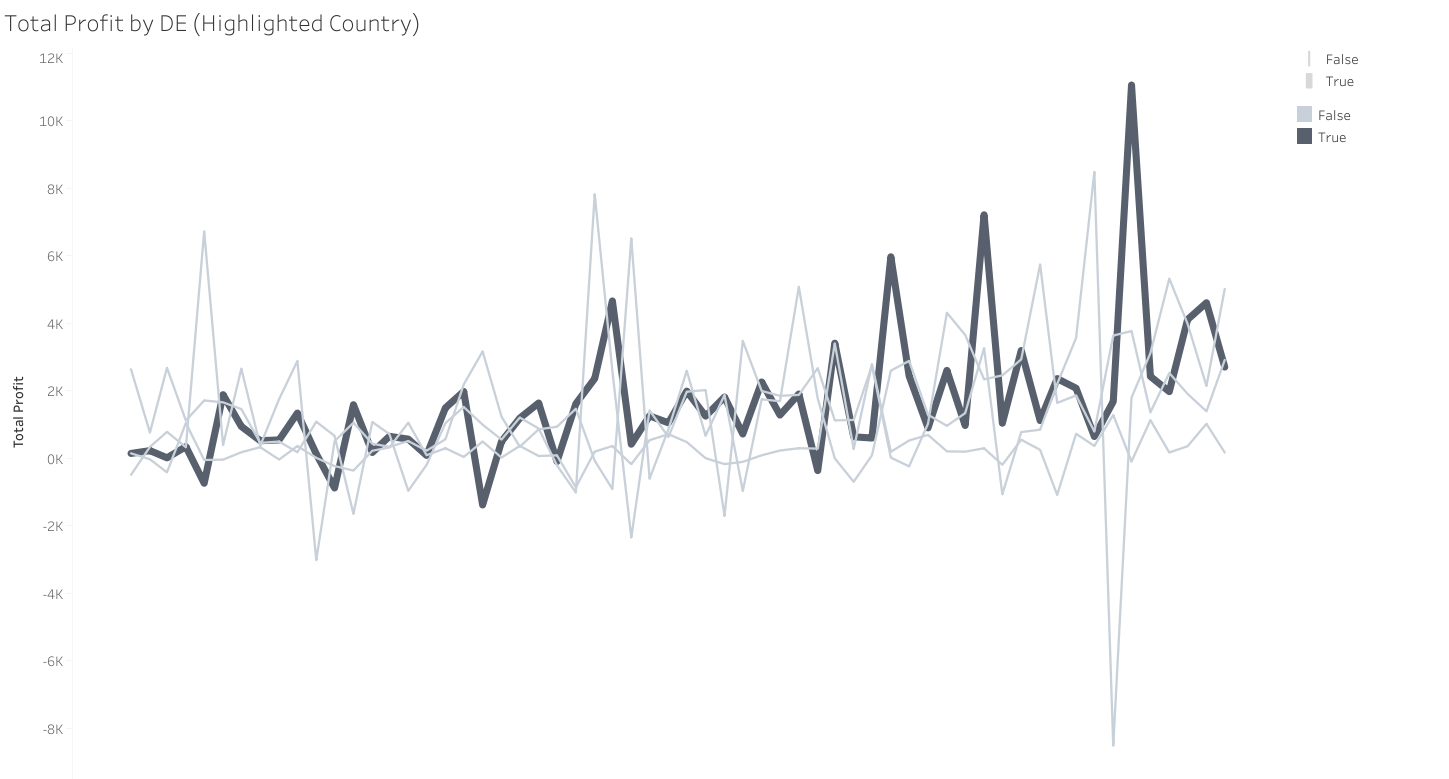 Total Profit by DE (Highlighted Country)
12K
10K
8K
6K
4K
2K
0K
-2K
-4K
-6K
-8K
Total Profit
False
True
False
True